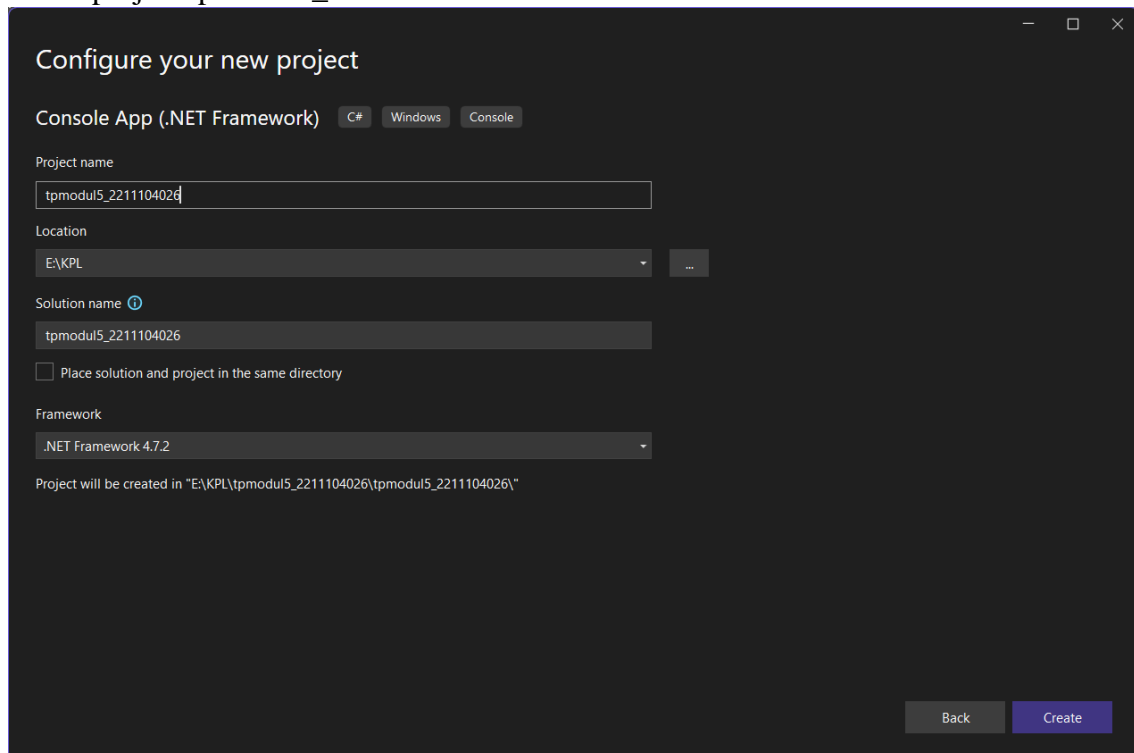 Configure your new project
Console App (.NET Framework) C# Windows Console
Project name
tpmodul5_2211104026
Location
E:\KPL
...
Solution name
tpmodul5_2211104026
Place solution and project in the same directory
Framework
.NET Framework 4.7.2
Project will be created in "E:\KPL\tpmodul5_2211104026\tpmodul5_2211104026\"
Back Create